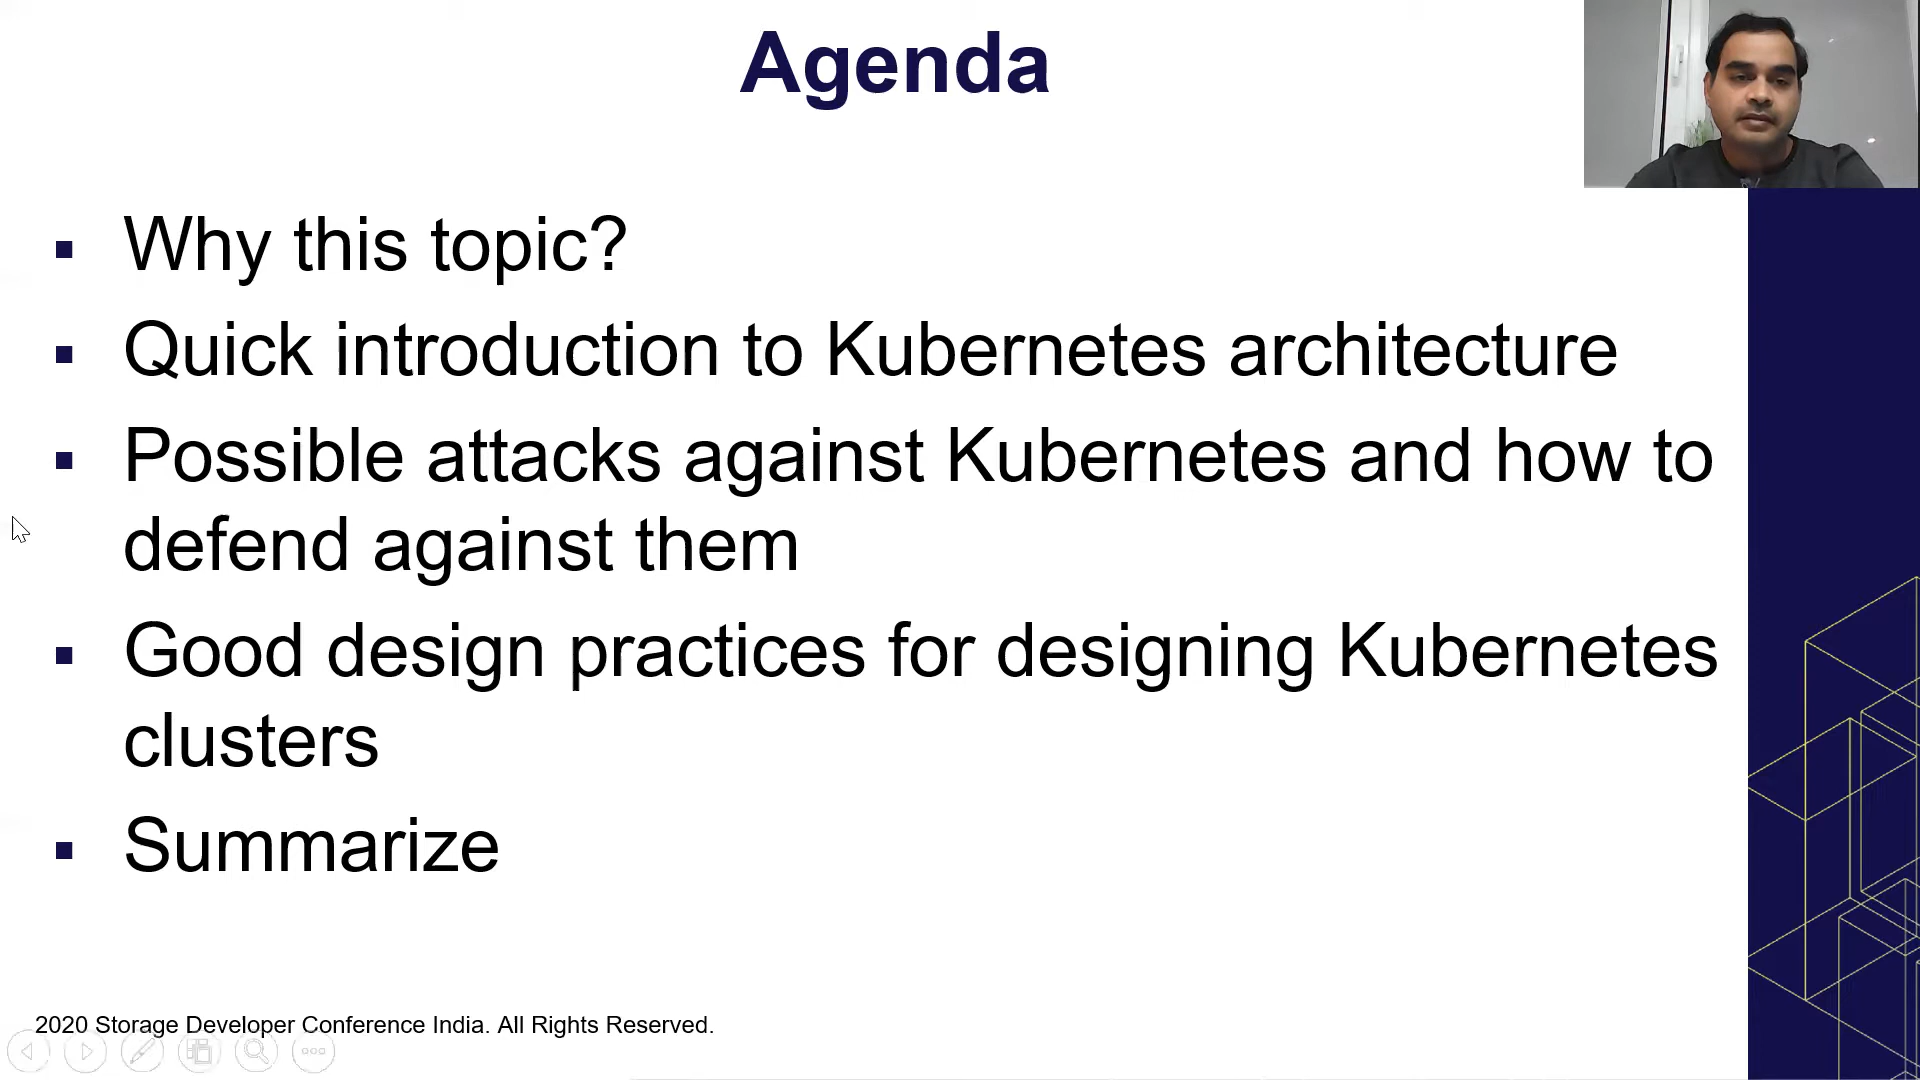 Agenda
▪ Why this topic?
▪ Quick introduction to Kubernetes architecture
▪ Possible attacks against Kubernetes and how to
defend against them
▪ Good design practices for designing Kubernetes
clusters
▪ Summarize
2020 Storage Developer Conference India. All Rights Reserved.